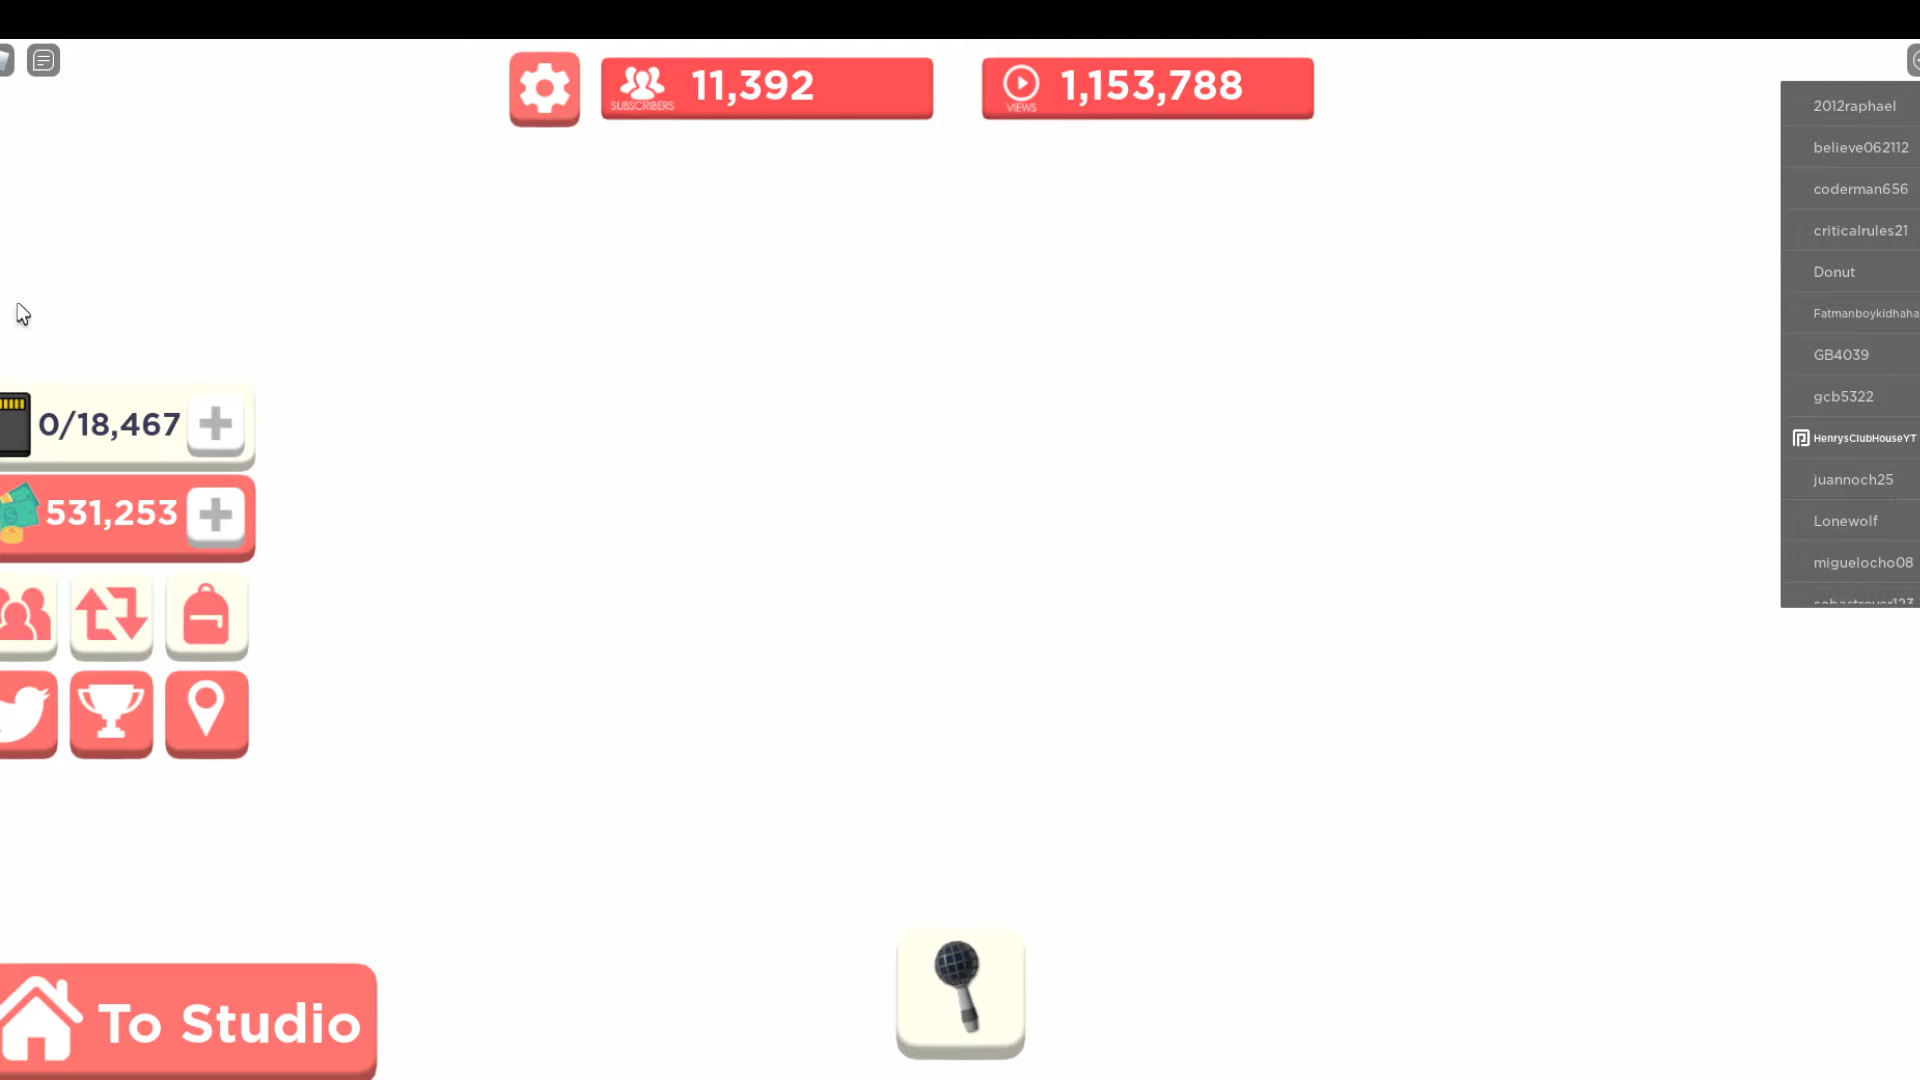 SUBSCRIBERS 11,392
VIEWS 1,153,788
2012raphael
believe062112
coderman656
criticalrules21
Donut
Fatmanboykidhaha
GB4039
gcb5322
HenrysClubHouseYT
juannoch25
Lonewolf
miguelocho08
0/18,467
531,253
To Studio